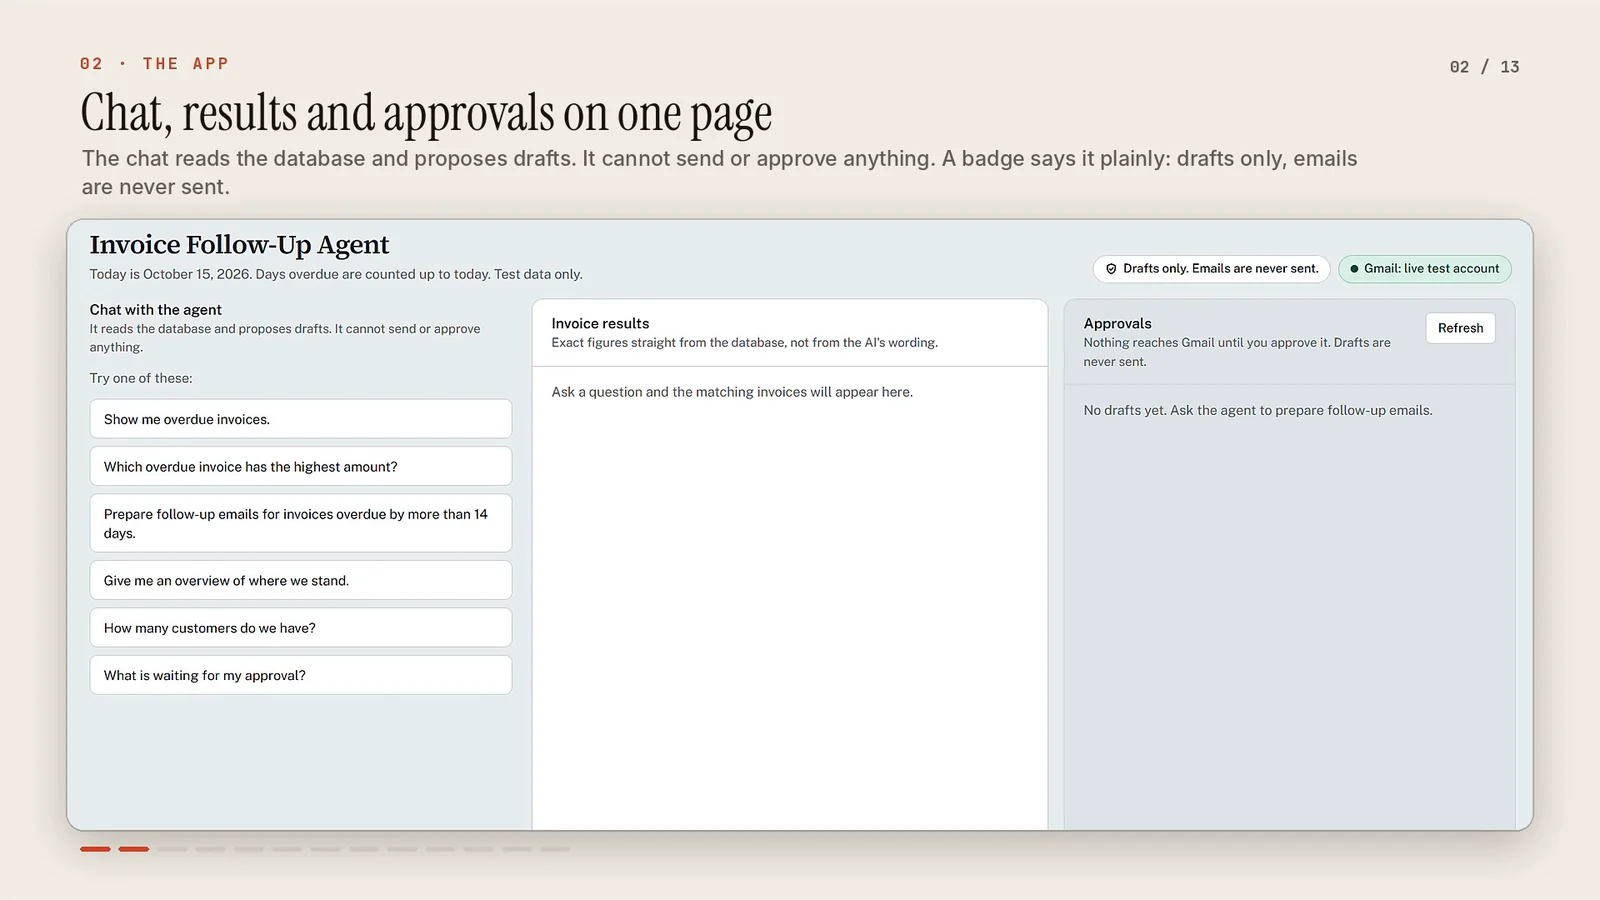 02 · THE APP
02 / 13
Chat, results and approvals on one page
The chat reads the database and proposes drafts. It cannot send or approve anything. A badge says it plainly: drafts only, emails
are never sent.
Invoice Follow-Up Agent
Today is October 15, 2026. Days overdue are counted up to today. Test data only.
Drafts only. Emails are never sent.
Gmail: live test account
Chat with the agent
It reads the database and proposes drafts. It cannot send or approve
anything.
Try one of these:
Show me overdue invoices.
Which overdue invoice has the highest amount?
Prepare follow-up emails for invoices overdue by more than 14
days.
Give me an overview of where we stand.
How many customers do we have?
What is waiting for my approval?
Invoice results
Exact figures straight from the database, not from the AI's wording.
Ask a question and the matching invoices will appear here.
Approvals
Nothing reaches Gmail until you approve it. Drafts are
never sent.
Refresh
No drafts yet. Ask the agent to prepare follow-up emails.